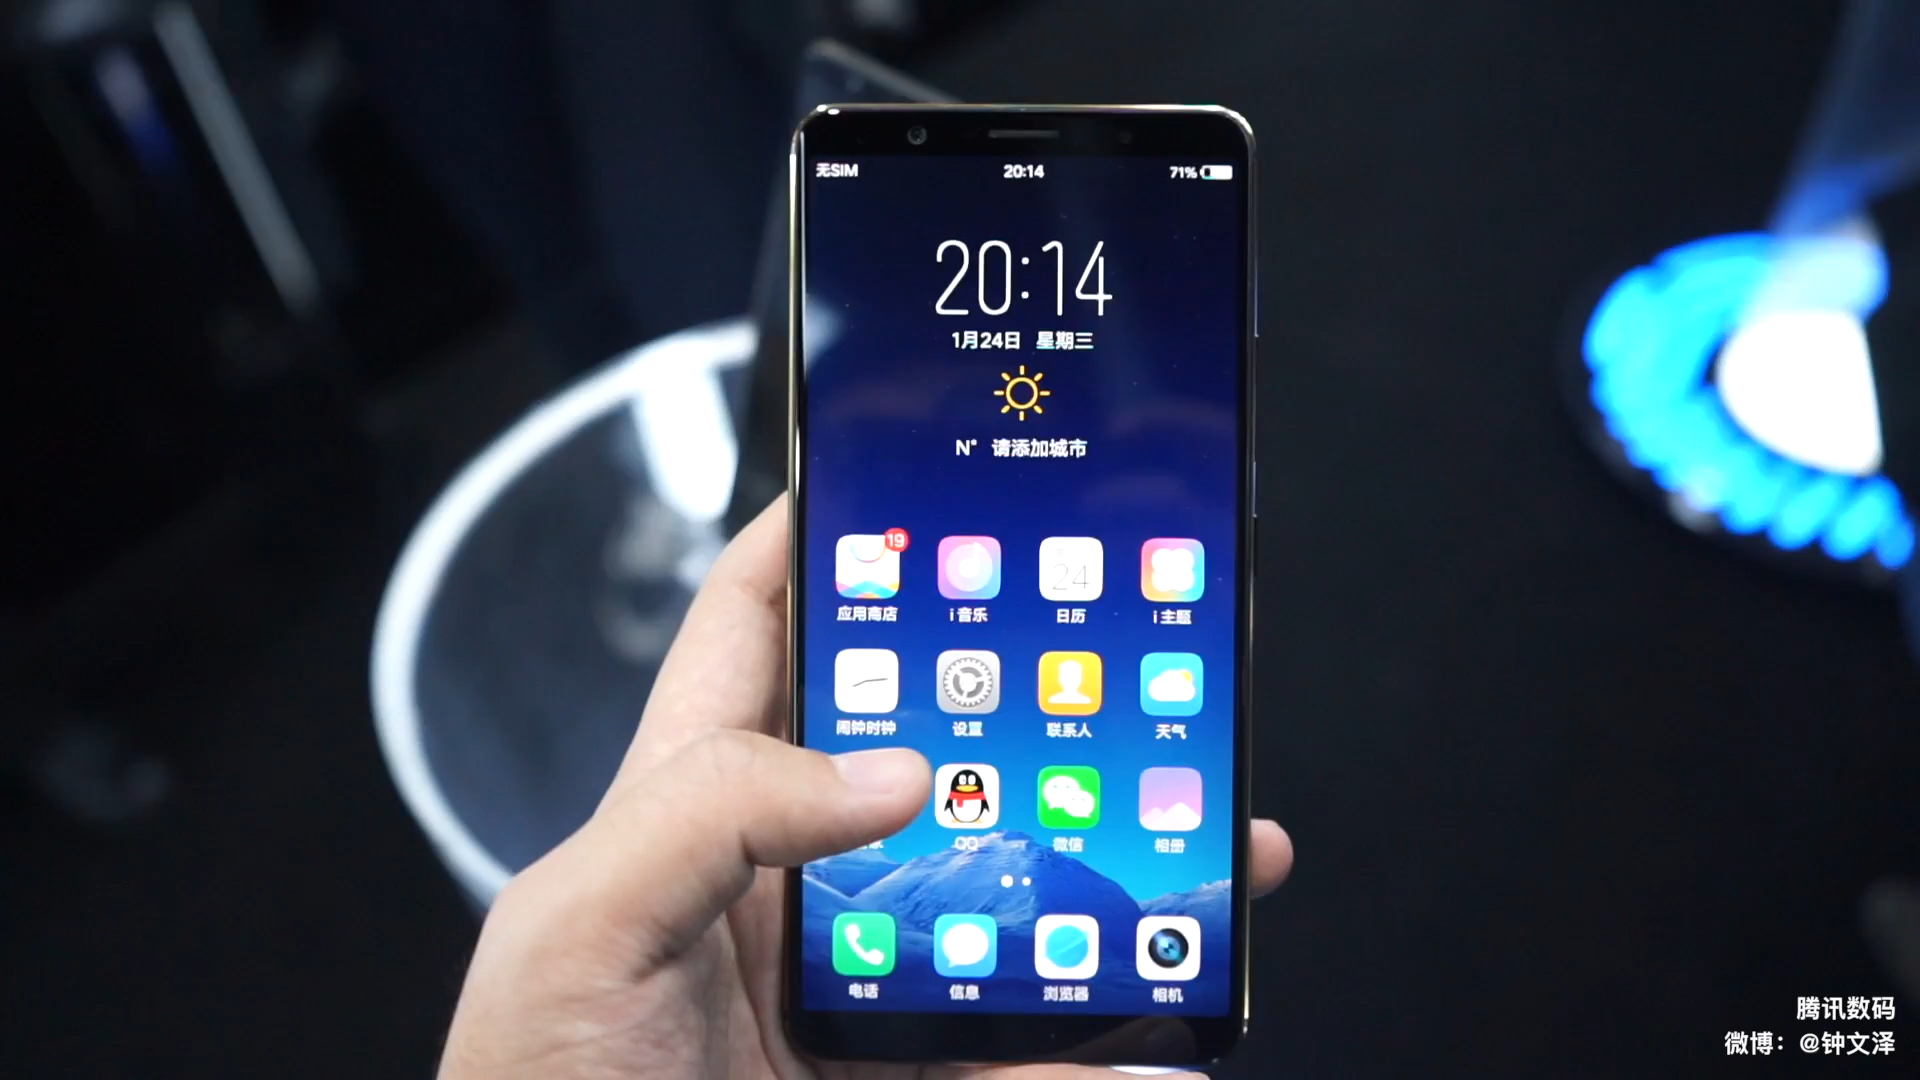 无SIM 20:14 71%
20:14
1月24日 星期三
N° 请添加城市
19
24
应用商店 i 音乐 日历 i 主题
闹钟时钟 设置 联系人 天气
QQ 微信 相册
电话 信息 浏览器 相机
腾讯数码
微博：@钟文泽